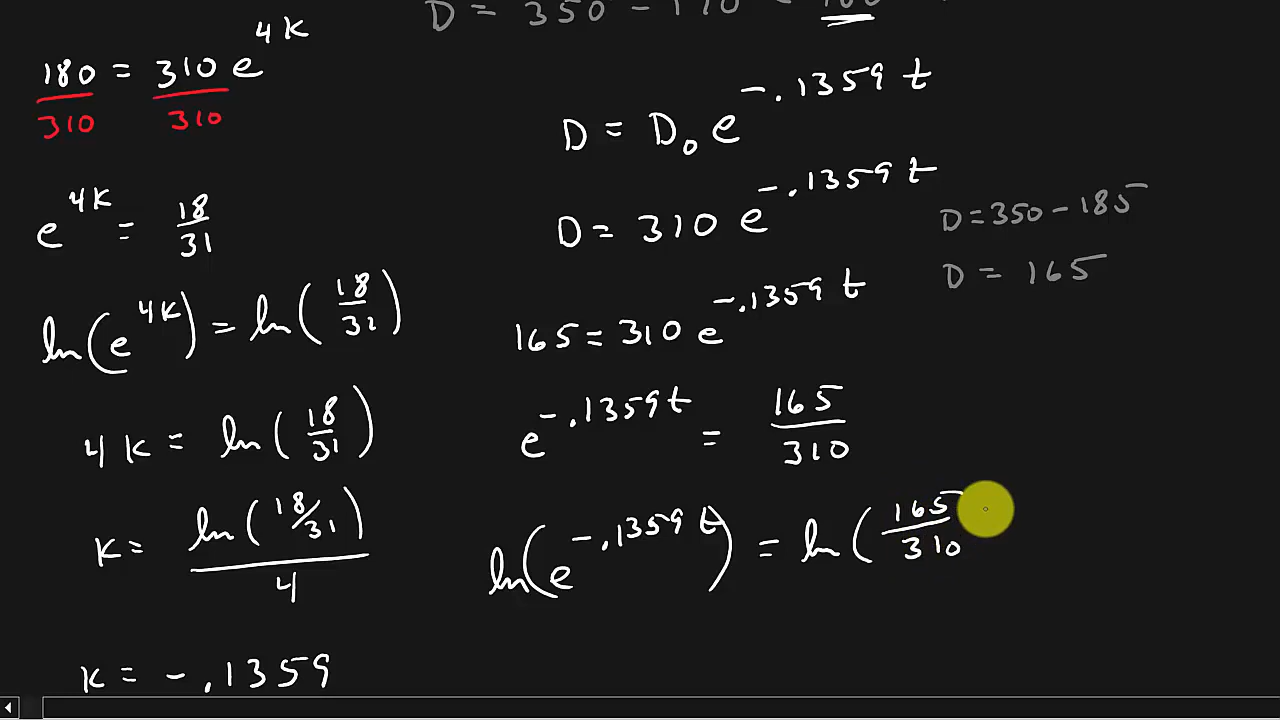 D = 350 - 170
180 = 310 e^4K
310 310
e^4K = 18/31
ln(e^4K) = ln(18/31)
4K = ln(18/31)
K = ln(18/31)/4
K = -.1359
D = D₀ e^-.1359 t
D = 310 e^-.1359 t
D = 350 - 185
D = 165
165 = 310 e^-.1359 t
e^-.1359 t = 165/310
ln(e^-.1359 t) = ln(165/310